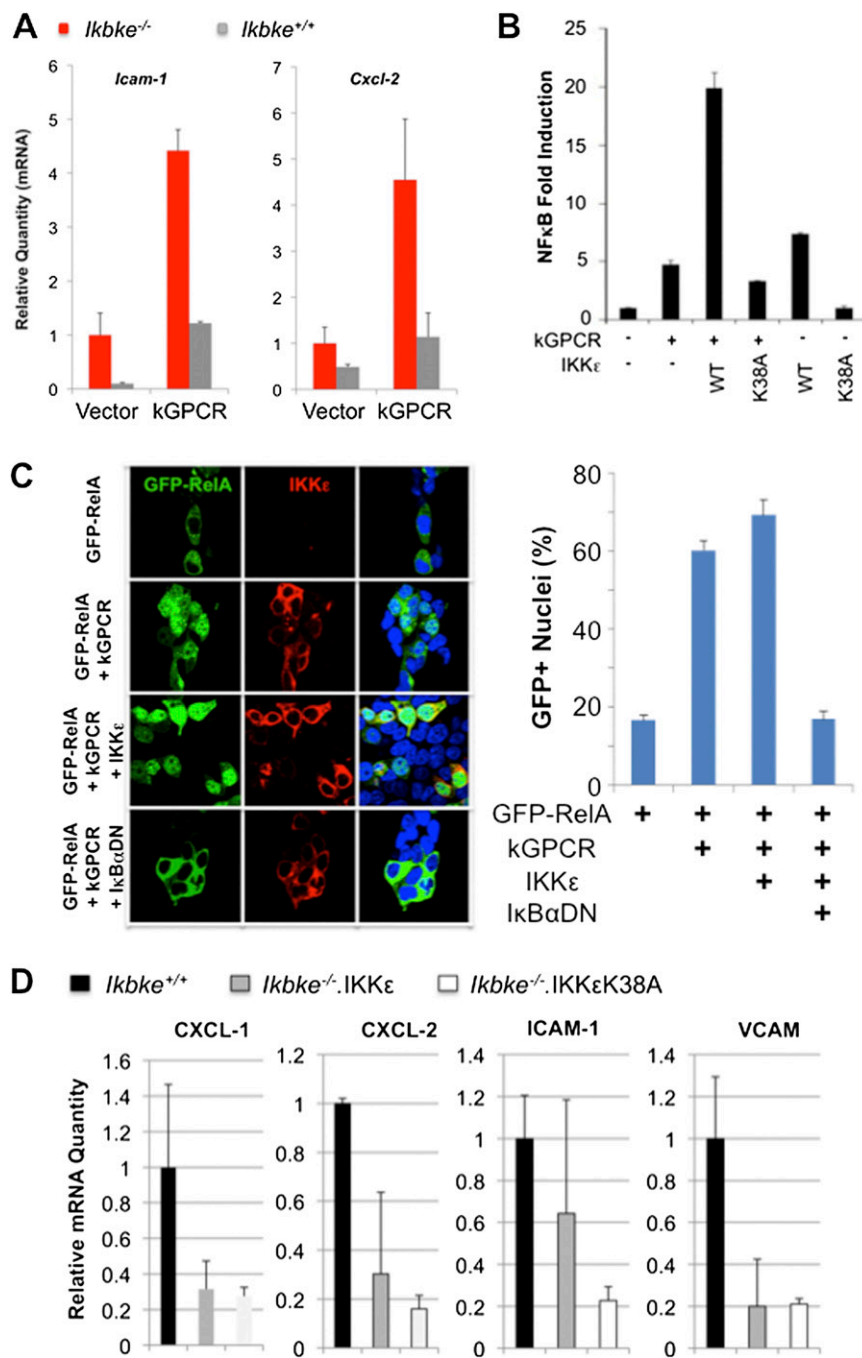 A
Ikbke-/-
Ikbke+/+
Icam-1
Cxcl-2
Relative Quantity (mRNA)
5
4
3
2
1
0
7
6
5
4
3
2
1
0
Vector kGPCR
Vector kGPCR
B
NFκB Fold Induction
25
20
15
10
5
0
kGPCR - + + + - -
IKKε - - WT K38A WT K38A
C
GFP-RelA
IKKε
GFP-RelA
GFP-RelA
+ kGPCR
GFP-RelA
+ kGPCR
+ IKKε
GFP-RelA
+ kGPCR
+ IκBαDN
GFP+ Nuclei (%)
80
60
40
20
0
GFP-RelA + + + +
kGPCR + + +
IKKε + +
IκBαDN +
D
Ikbke+/+
Ikbke-/-.IKKε
Ikbke-/-.IKKεK38A
CXCL-1
CXCL-2
ICAM-1
VCAM
Relative mRNA Quantity
1.6
1.4
1.2
1
0.8
0.6
0.4
0.2
0
1.2
1
0.8
0.6
0.4
0.2
0
1.4
1.2
1
0.8
0.6
0.4
0.2
0
1.4
1.2
1
0.8
0.6
0.4
0.2
0